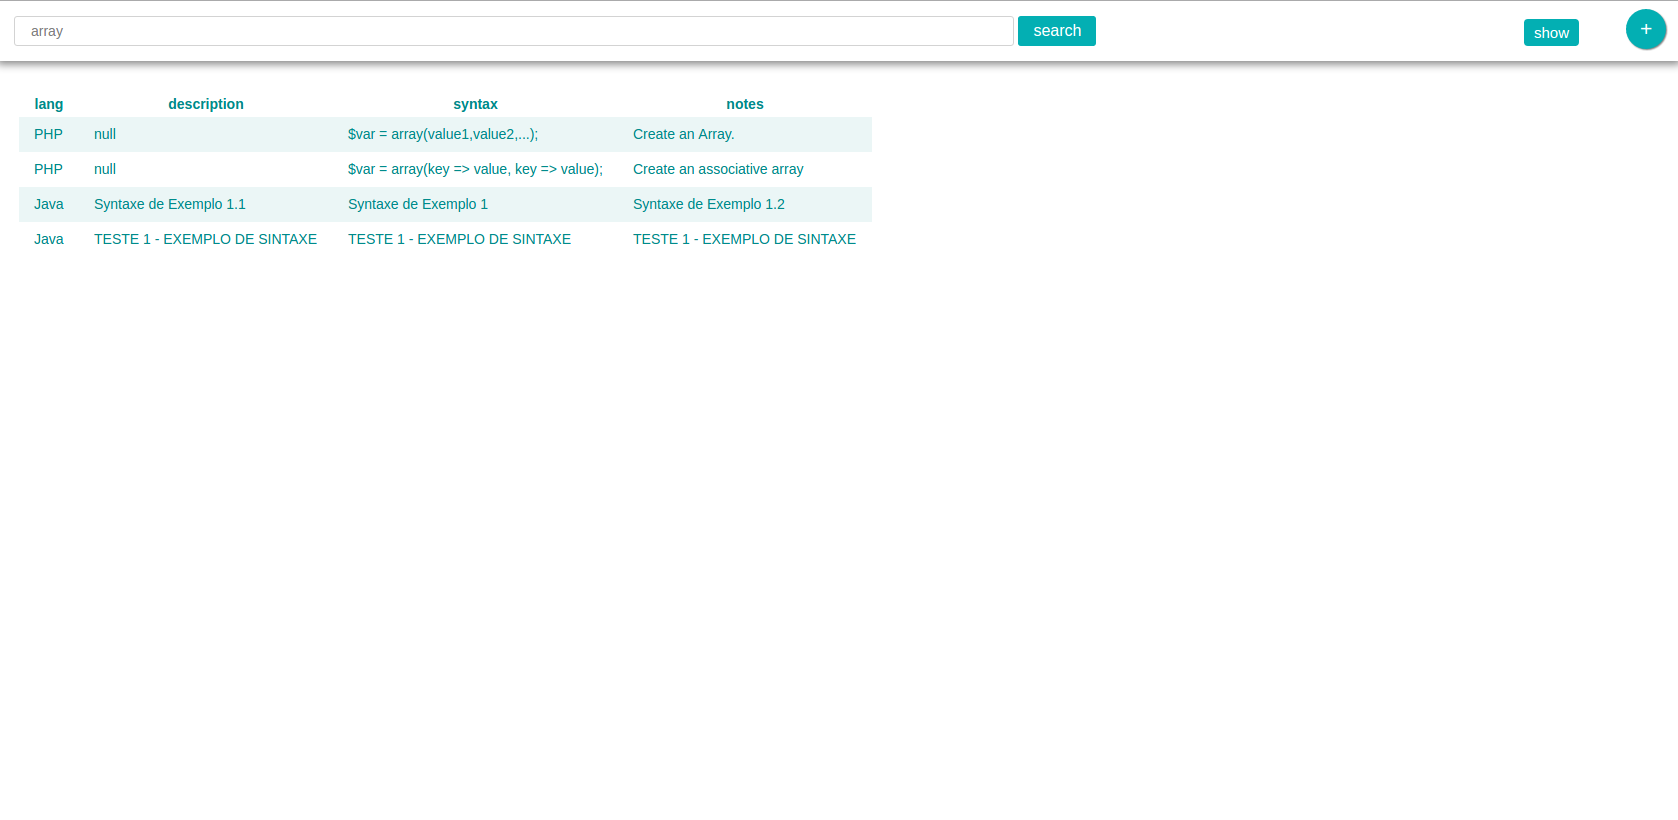 array search show +
lang description syntax notes
PHP null $var = array(value1,value2,...); Create an Array.
PHP null $var = array(key => value, key => value); Create an associative array
Java Syntaxe de Exemplo 1.1 Syntaxe de Exemplo 1 Syntaxe de Exemplo 1.2
Java TESTE 1 - EXEMPLO DE SINTAXE TESTE 1 - EXEMPLO DE SINTAXE TESTE 1 - EXEMPLO DE SINTAXE